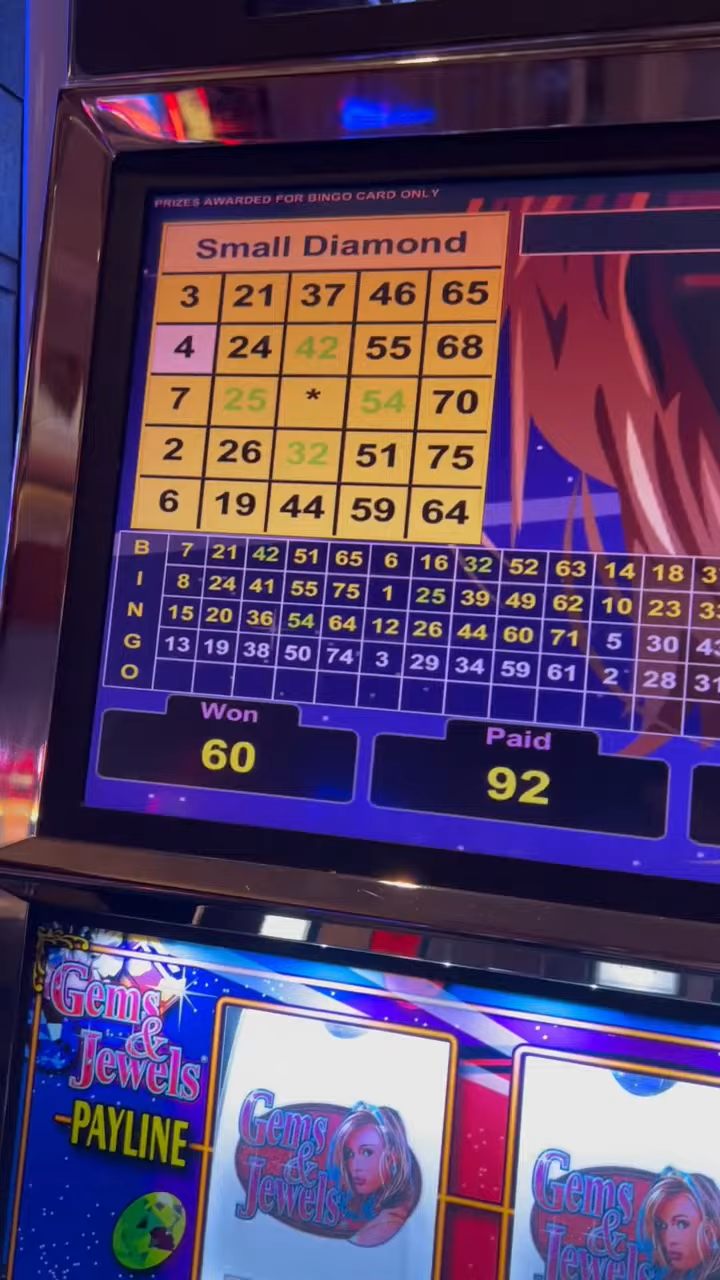 PRIZES AWARDED FOR BINGO CARD ONLY
Small Diamond
3 21 37 46 65
4 24 42 55 68
7 25 * 54 70
2 26 32 51 75
6 19 44 59 64
B 7 21 42 51 65 6 16 32 52 63 14 18
I 8 24 41 55 75 1 25 39 49 62 10 23
N 15 20 36 54 64 12 26 44 60 71 5 30
G 13 19 38 50 74 3 29 34 59 61 2 28 31
O
Won
60
Paid
92
Gems
&
Jewels
PAYLINE
Gems
&
Jewels
Gems
&
Jewels